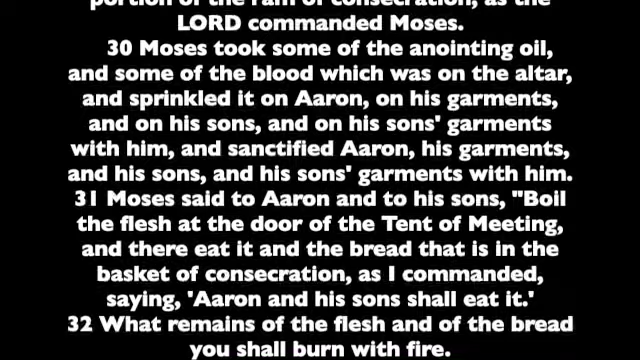 portion of the ram of consecration, as the
LORD commanded Moses.
30 Moses took some of the anointing oil,
and some of the blood which was on the altar,
and sprinkled it on Aaron, on his garments,
and on his sons, and on his sons' garments
with him, and sanctified Aaron, his garments,
and his sons, and his sons' garments with him.
31 Moses said to Aaron and to his sons, "Boil
the flesh at the door of the Tent of Meeting,
and there eat it and the bread that is in the
basket of consecration, as I commanded,
saying, 'Aaron and his sons shall eat it.'
32 What remains of the flesh and of the bread
you shall burn with fire.